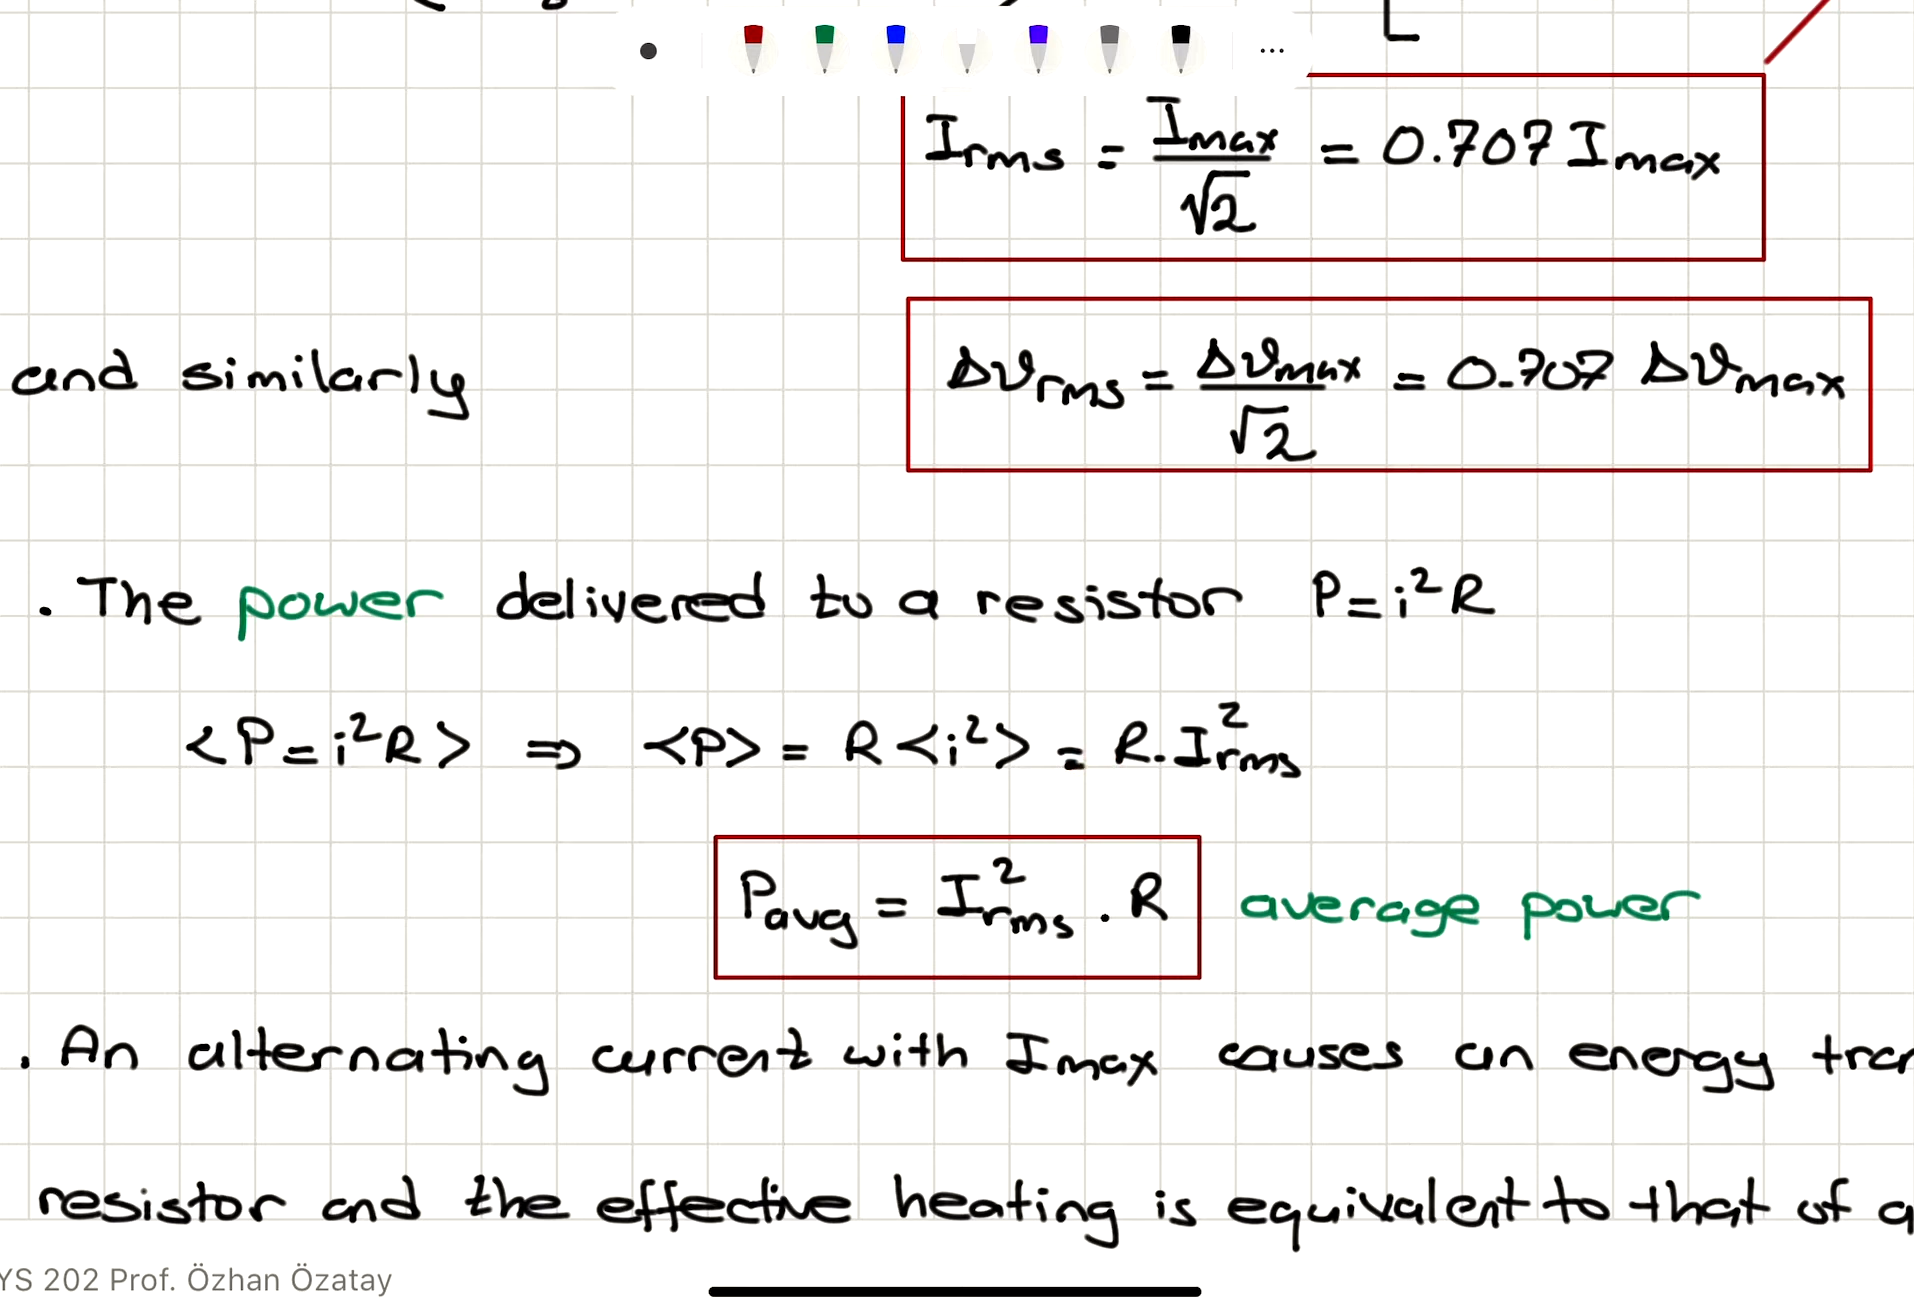 Irms = Imax/√2 = 0.707 Imax
and similarly Δvrms = Δvmax/√2 = 0.707 Δvmax
. The power delivered to a resistor P=i²R
<P=i²R> ⇒ <P> = R<i²> = R.I²rms
Pavg = I²rms . R average power
. An alternating current with Imax causes an energy
resistor and the effective heating is equivalent to that of a
YS 202 Prof. Özhan Özatay